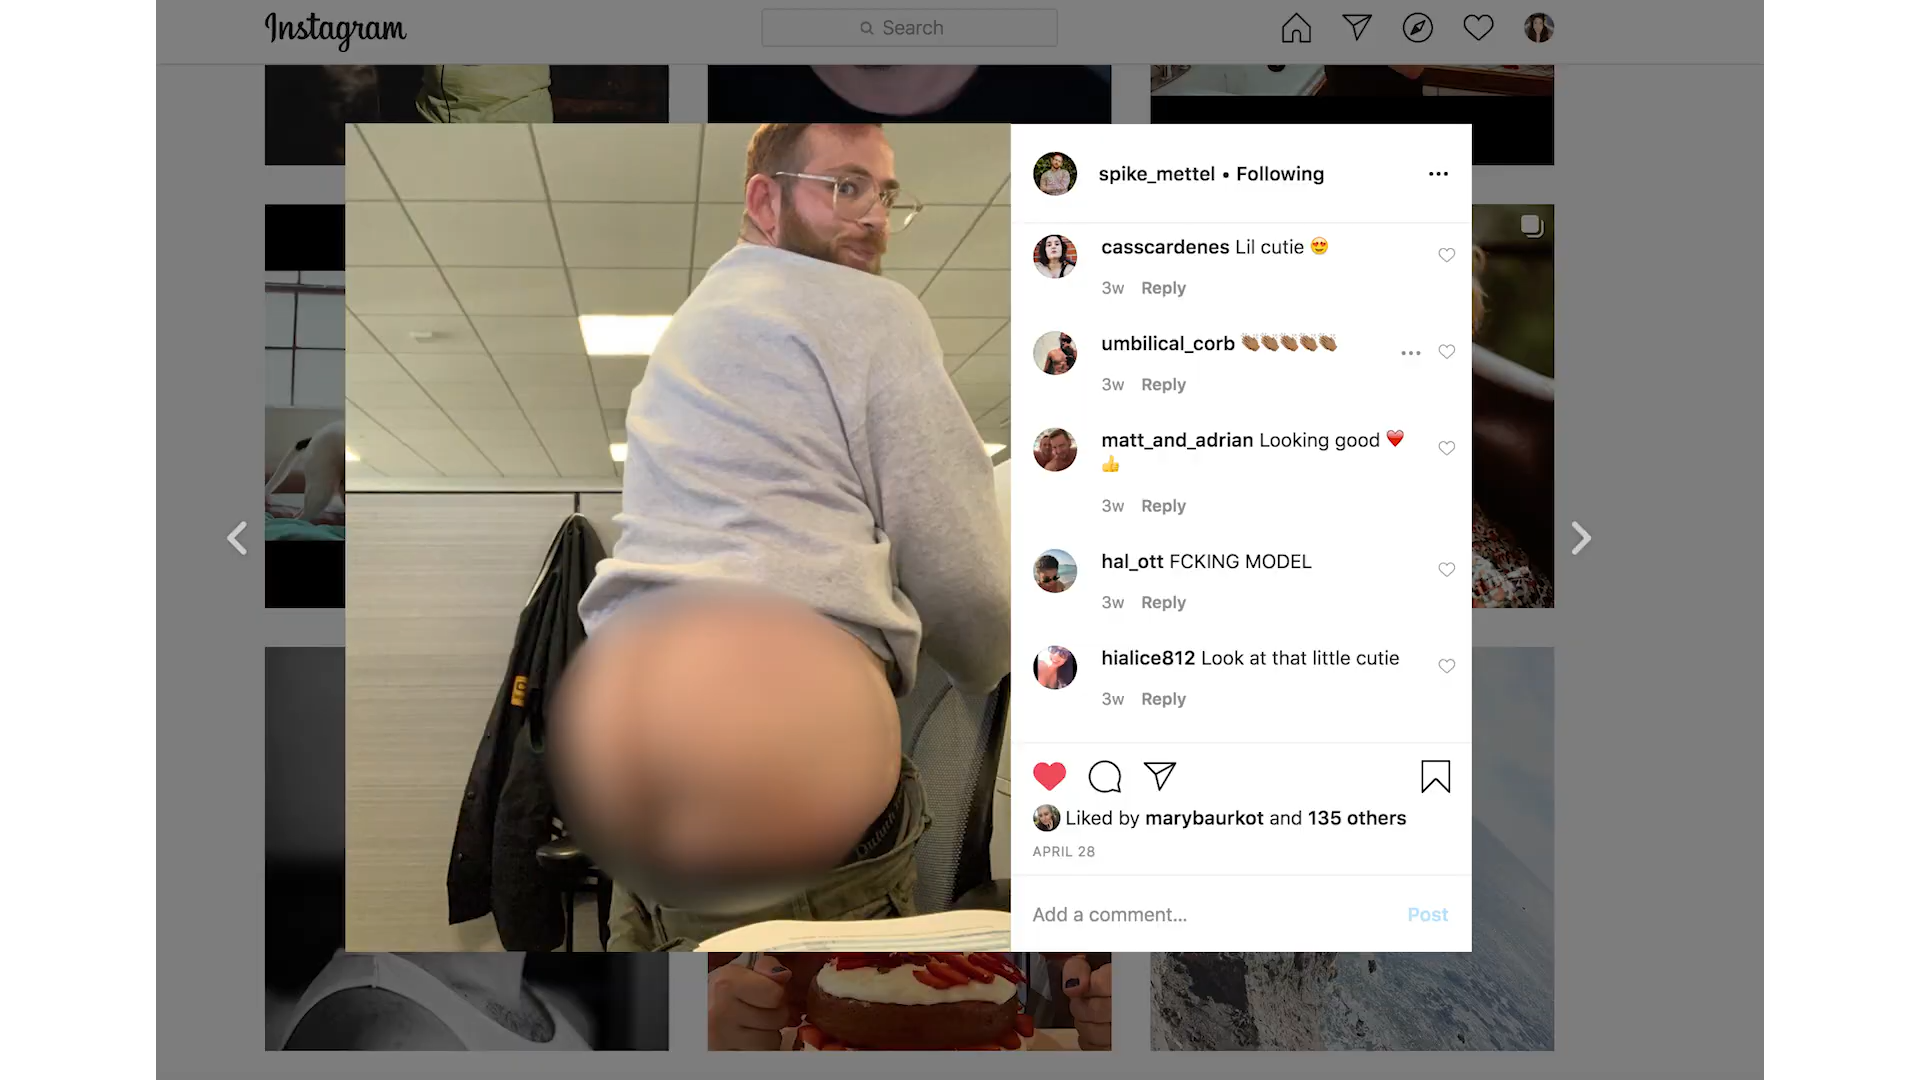 Instagram
Search
spike_mettel • Following
casscardenes Lil cutie 😍
3w Reply
umbilical_corb 👏🏾👏🏾👏🏾👏🏾👏🏾
3w Reply
matt_and_adrian Looking good ❤️
👍
3w Reply
hal_ott FCKING MODEL
3w Reply
hialice812 Look at that little cutie
3w Reply
Liked by marybaurkot and 135 others
APRIL 28
Add a comment...
Post